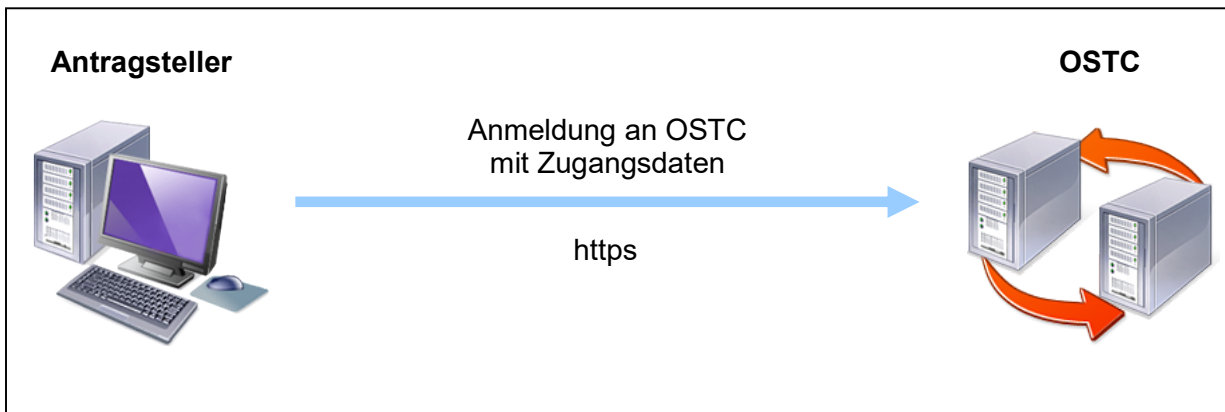 Antragsteller
OSTC
Anmeldung an OSTC
mit Zugangsdaten
https